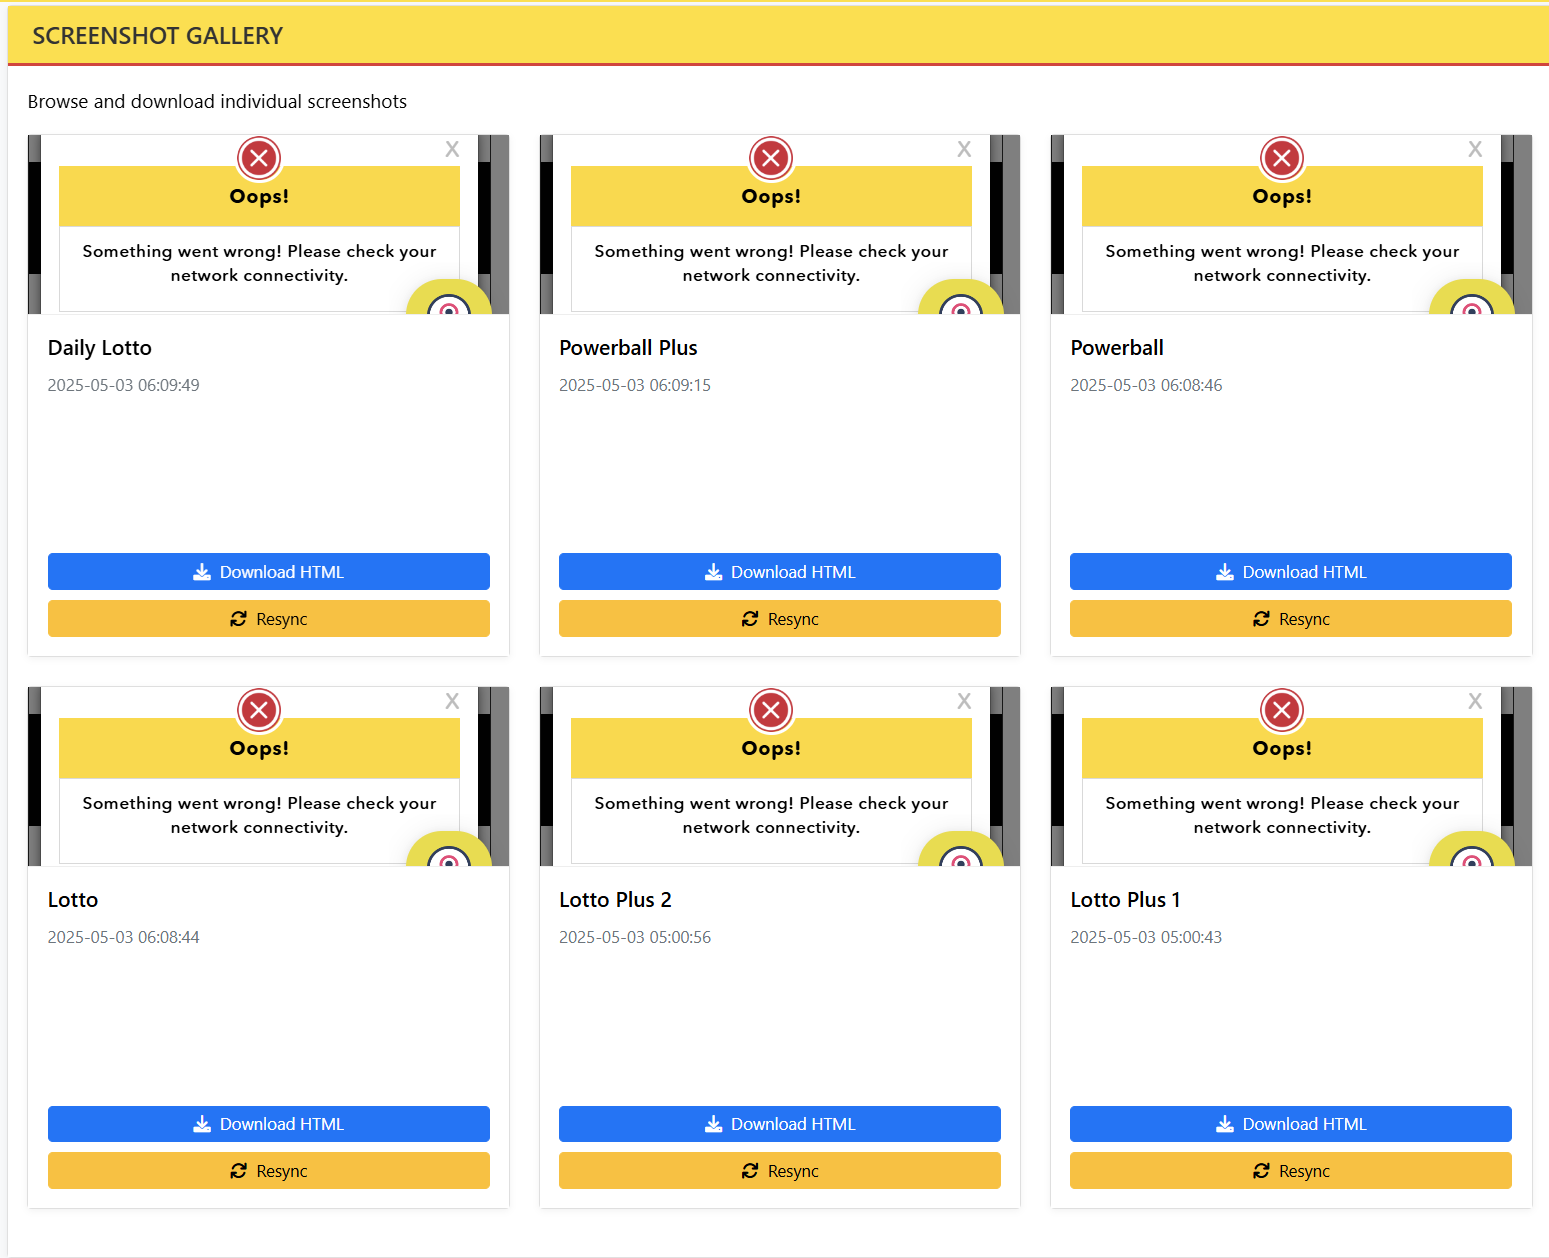 SCREENSHOT GALLERY
Browse and download individual screenshots
X
Oops!
Something went wrong! Please check your
network connectivity.
Daily Lotto
2025-05-03 06:09:49
Download HTML
Resync
X
Oops!
Something went wrong! Please check your
network connectivity.
Powerball Plus
2025-05-03 06:09:15
Download HTML
Resync
X
Oops!
Something went wrong! Please check your
network connectivity.
Powerball
2025-05-03 06:08:46
Download HTML
Resync
X
Oops!
Something went wrong! Please check your
network connectivity.
Lotto
2025-05-03 06:08:44
Download HTML
Resync
X
Oops!
Something went wrong! Please check your
network connectivity.
Lotto Plus 2
2025-05-03 05:00:56
Download HTML
Resync
X
Oops!
Something went wrong! Please check your
network connectivity.
Lotto Plus 1
2025-05-03 05:00:43
Download HTML
Resync